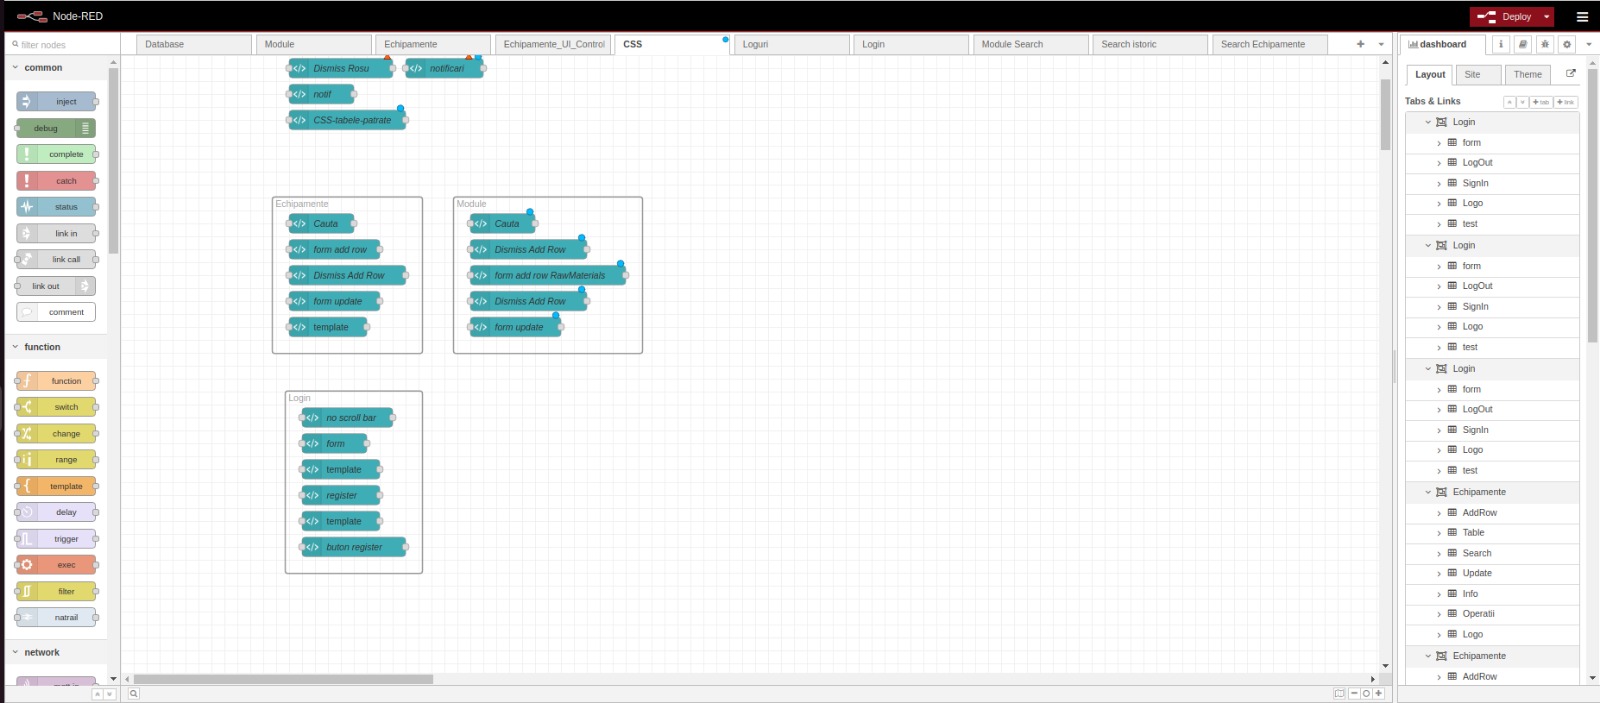 Node-RED
Deploy
filter nodes
Database
Module
Echipamente
Echipamente_UI_Control
CSS
Loguri
Login
Module Search
Search istoric
Search Echipamente
dashboard
Layout
Site
Theme
Tabs & Links
tab
link
common
inject
debug
complete
catch
status
link in
link call
link out
comment
function
function
switch
change
range
template
delay
trigger
exec
filter
natrail
network
Dismiss Rosu
notificari
notif
CSS-tabele-patrate
Echipamente
Cauta
form add row
Dismiss Add Row
form update
template
Module
Cauta
Dismiss Add Row
form add row RawMaterials
Dismiss Add Row
form update
Login
no scroll bar
form
template
register
template
buton register
Login
form
LogOut
SignIn
Logo
test
Login
form
LogOut
SignIn
Logo
test
Login
form
LogOut
SignIn
Logo
test
Echipamente
AddRow
Table
Search
Update
Info
Operatii
Logo
Echipamente
AddRow